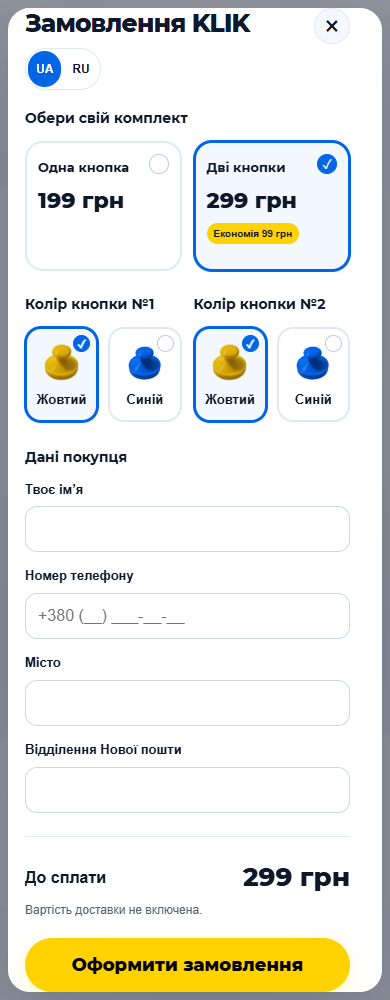 Замовлення KLIK
×
UA RU
Обери свій комплект
Одна кнопка
199 грн
Дві кнопки
299 грн
Економія 99 грн
Колір кнопки №1
Жовтий
Синій
Колір кнопки №2
Жовтий
Синій
Дані покупця
Твоє ім’я
Номер телефону
+380 (__) ___-__-__
Місто
Відділення Нової пошти
До сплати
299 грн
Вартість доставки не включена.
Оформити замовлення